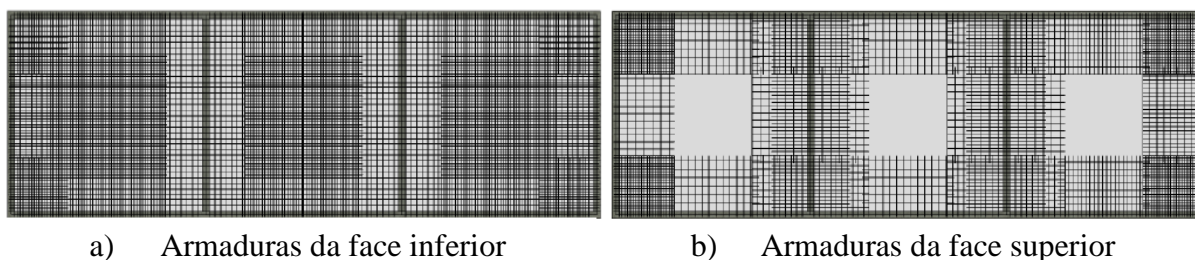 a) Armaduras da face inferior
b) Armaduras da face superior